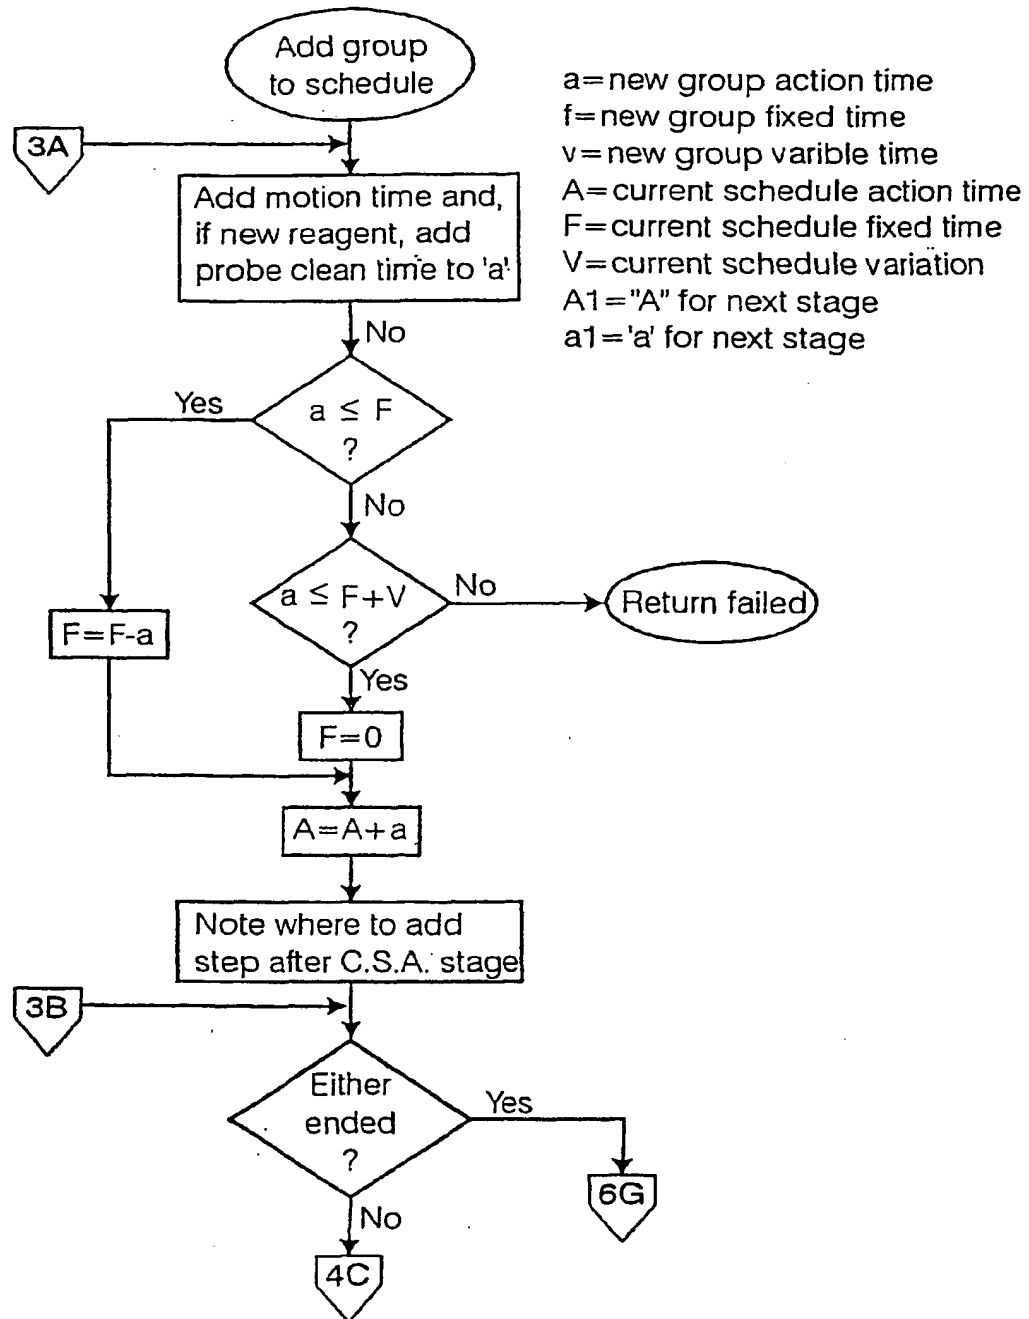 Add group
to schedule
a=new group action time
f=new group fixed time
v=new group varible time
A=current schedule action time
F=current schedule fixed time
V=current schedule variation
A1="A" for next stage
a1='a' for next stage
3A
Add motion time and,
if new reagent, add
probe clean time to 'a'
No
Yes
a ≤ F
?
No
a ≤ F+V
?
No
Return failed
F=F-a
Yes
F=0
A=A+a
Note where to add
step after C.S.A. stage
3B
Either
ended
?
Yes
6G
No
4C